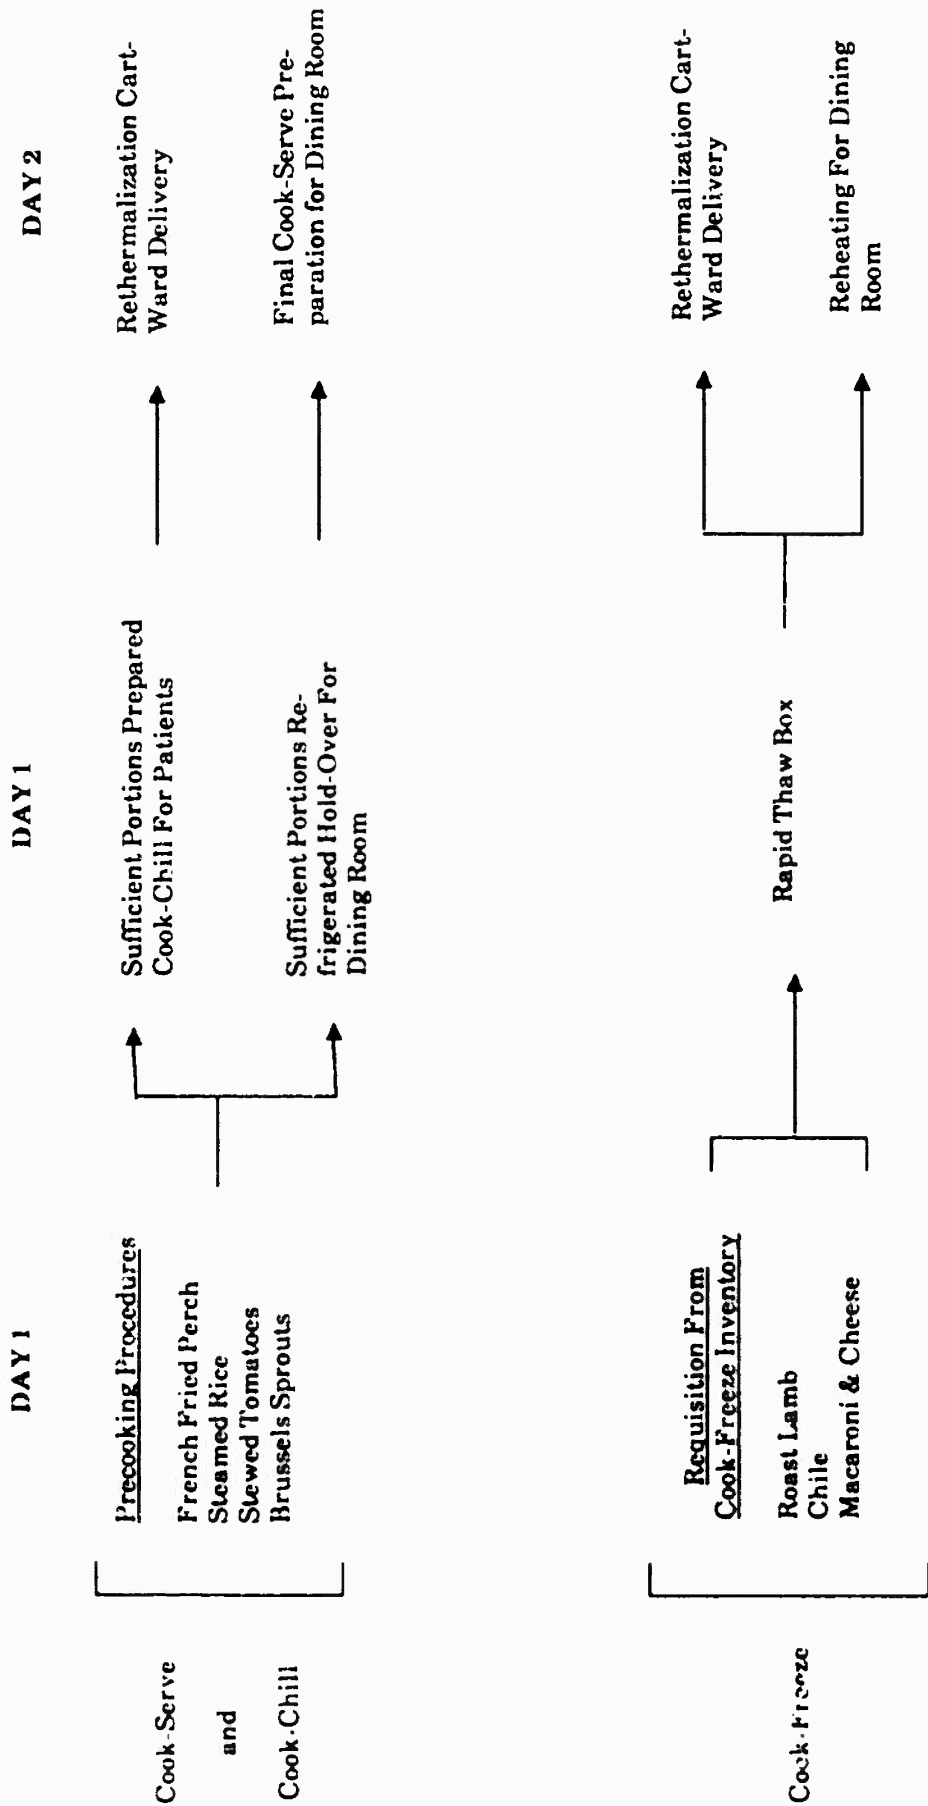 DAY 1
DAY 1
DAY 2
Cook-Serve
and
Cook-Chill
Precooking Procedures
French Fried Perch
Steamed Rice
Stewed Tomatoes
Brussels Sprouts
Sufficient Portions Prepared
Cook-Chill For Patients
Sufficient Portions Re-
frigerated Hold-Over For
Dining Room
Rethermalization Cart-
Ward Delivery
Final Cook-Serve Pre-
paration for Dining Room
Cook-Freeze
Requisition From
Cook-Freeze Inventory
Roast Lamb
Chile
Macaroni & Cheese
Rapid Thaw Box
Rethermalization Cart-
Ward Delivery
Reheating For Dining
Room